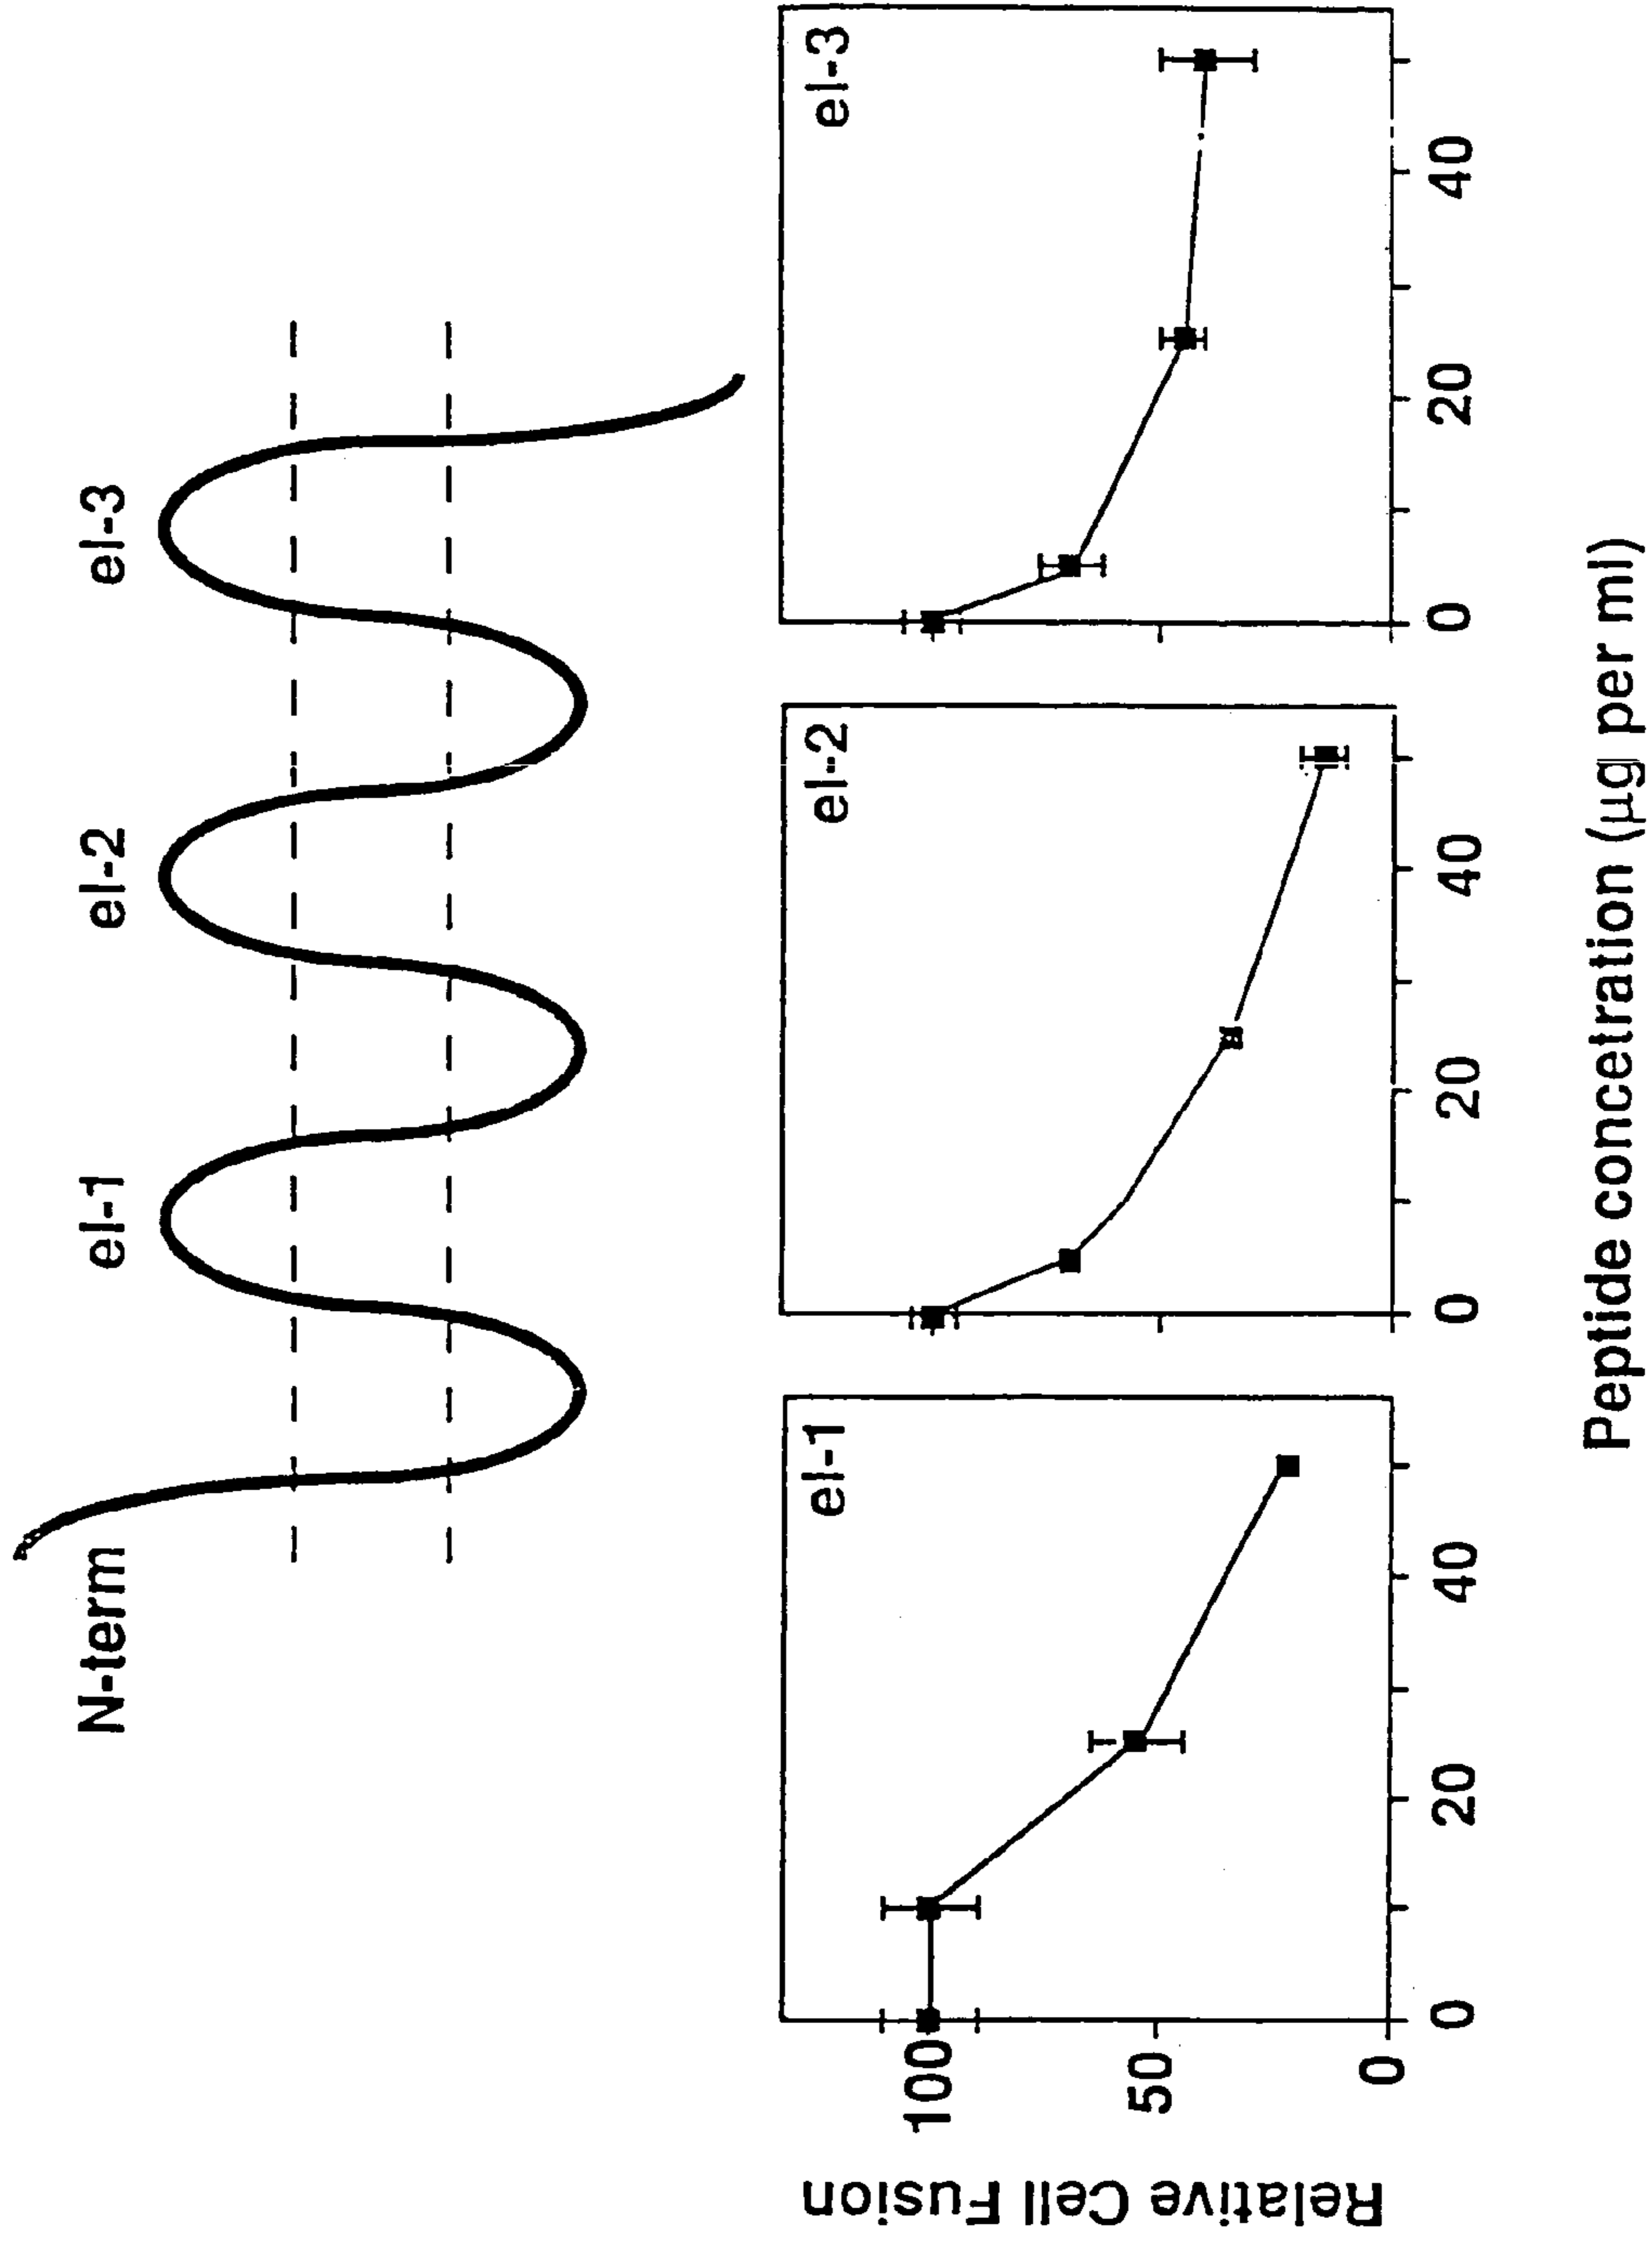 N-term
el-1
el-2
el-3
Relative Cell Fusion
100
50
0
el-1
0
20
40
el-2
0
20
40
el-3
0
20
40
Peptide concetration (µg per ml)